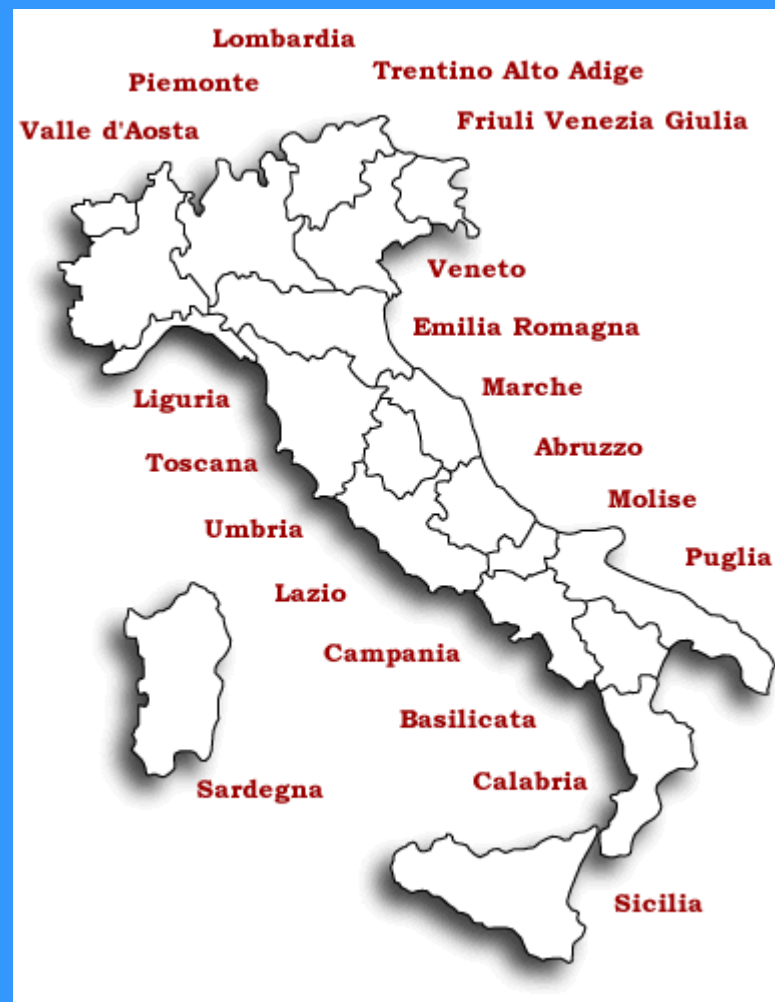 Lombardia
Trentino Alto Adige
Piemonte
Friuli Venezia Giulia
Valle d'Aosta
Veneto
Emilia Romagna
Marche
Liguria
Abruzzo
Toscana
Molise
Umbria
Puglia
Lazio
Campania
Basilicata
Calabria
Sardegna
Sicilia